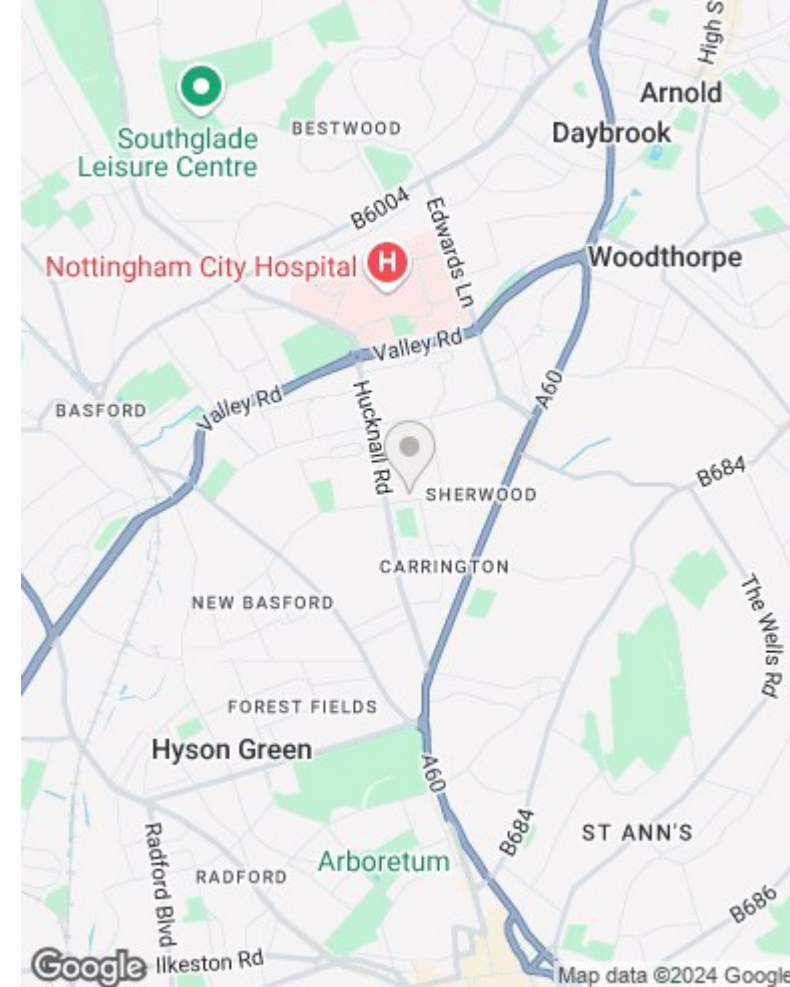 High S
Arnold
Daybrook
BESTWOOD
Southglade
Leisure Centre
B6004
Edwards Ln
Nottingham City Hospital
H
Woodthorpe
Valley Rd
Valley Rd
A60
BASFORD
Hucknall Rd
B684
SHERWOOD
CARRINGTON
NEW BASFORD
The Wells Rd
FOREST FIELDS
Hyson Green
A60
B684
ST ANN'S
Arboretum
RADFORD
Radford Blvd
B686
Ilkeston Rd
Google
Map data ©2024 Google